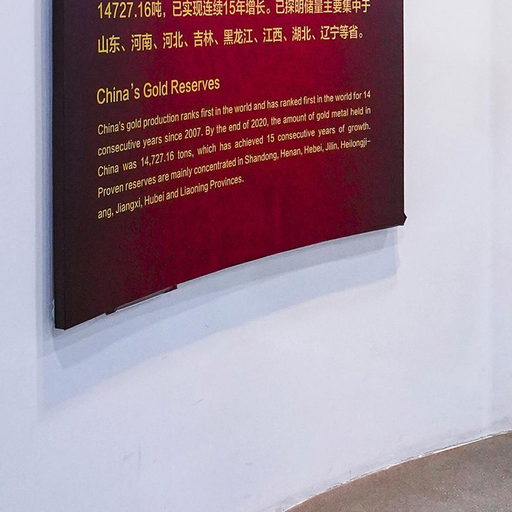 14727.16吨，已实现连续15年增长。已探明储量主要集中于
山东、河南、河北、吉林、黑龙江、江西、湖北、辽宁等省。
China's Gold Reserves
China's gold production ranks first in the world and has ranked first in the world for 14
consecutive years since 2007. By the end of 2020, the amount of gold metal held in
China was 14,727.16 tons, which has achieved 15 consecutive years of growth.
Proven reserves are mainly concentrated in Shandong, Henan, Hebei, Jilin, Heilongji-
ang, Jiangxi, Hubei and Liaoning Provinces.